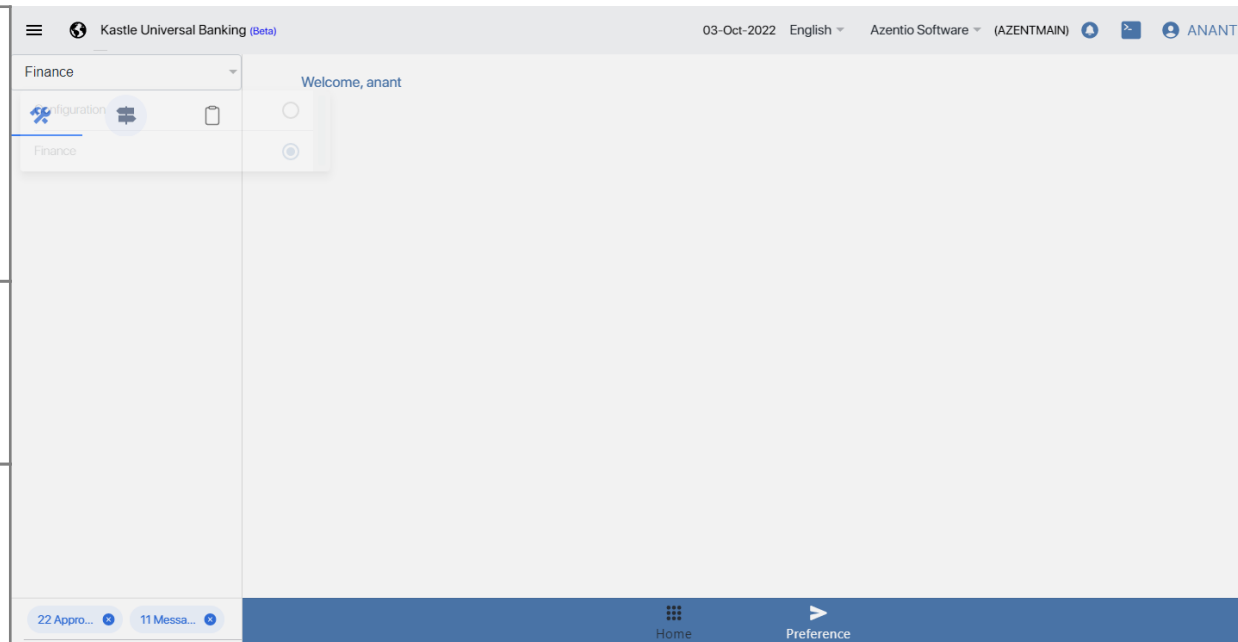 Kastle Universal Banking (Beta)
03-Oct-2022 English Azentio Software (AZENTMAIN) ANANT
Finance
Welcome, anant
Configuration
Finance
22 Appro... 11 Messa...
Home Preference